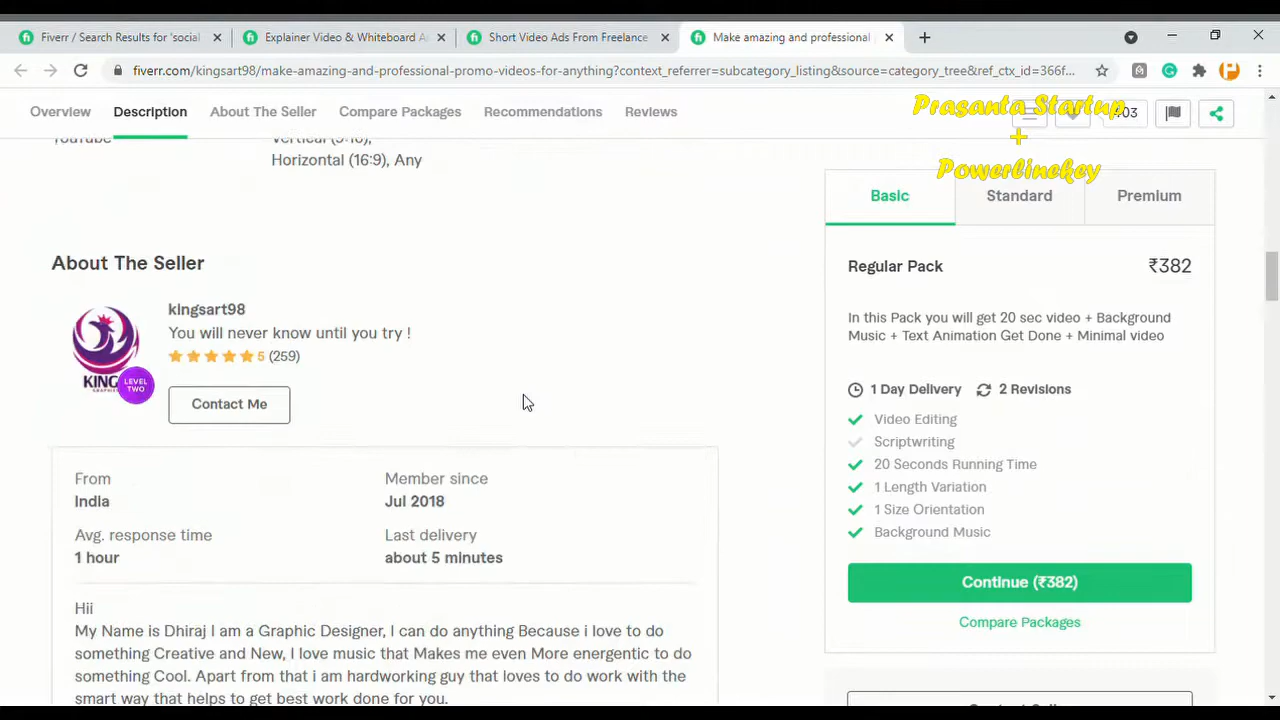 Fiverr / Search Results for 'social
Explainer Video & Whiteboard A
Short Video Ads From Freelance
Make amazing and professional
fiverr.com/kingsart98/make-amazing-and-professional-promo-videos-for-anything?context_referrer=subcategory_listing&source=category_tree&ref_ctx_id=366f...
Overview
Description
About The Seller
Compare Packages
Recommendations
Reviews
403
Prasanta Startup
+
Powerlinekey
YouTube
Vertical (9:16),
Horizontal (16:9), Any
About The Seller
kingsart98
You will never know until you try !
5 (259)
KING
LEVEL
TWO
Contact Me
From
India
Member since
Jul 2018
Avg. response time
1 hour
Last delivery
about 5 minutes
Hii
My Name is Dhiraj I am a Graphic Designer, I can do anything Because i love to do
something Creative and New, I love music that Makes me even More energentic to do
something Cool. Apart from that i am hardworking guy that loves to do work with the
smart way that helps to get best work done for you.
Basic
Standard
Premium
Regular Pack
₹382
In this Pack you will get 20 sec video + Background
Music + Text Animation Get Done + Minimal video
1 Day Delivery
2 Revisions
Video Editing
Scriptwriting
20 Seconds Running Time
1 Length Variation
1 Size Orientation
Background Music
Continue (₹382)
Compare Packages